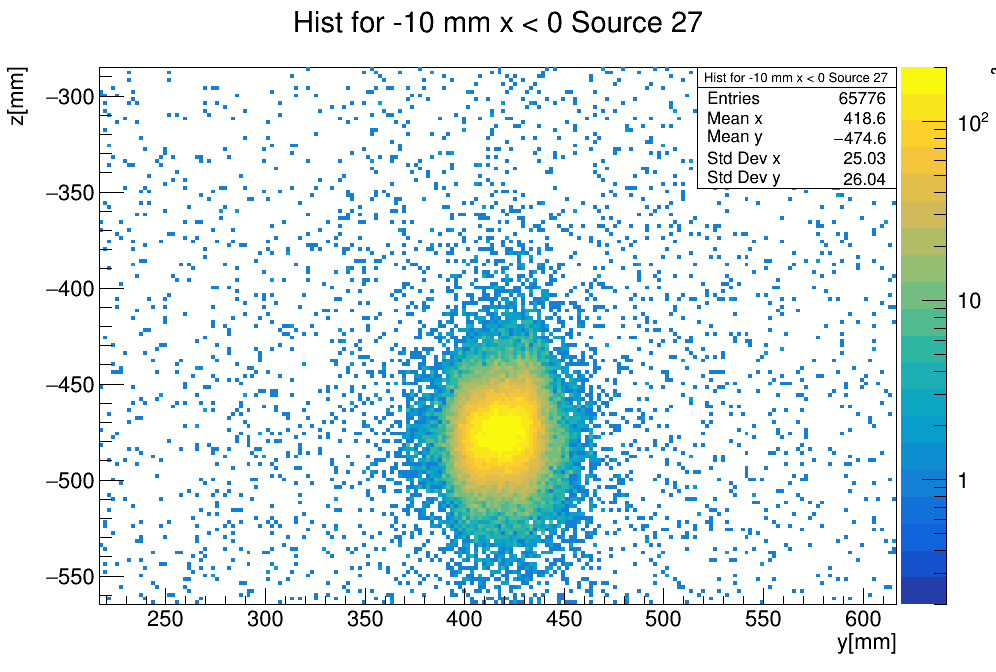 Hist for -10 mm x < 0 Source 27
z[mm]
Hist for -10 mm x < 0 Source 27
Entries 65776
Mean x 418.6
Mean y −474.6
Std Dev x 25.03
Std Dev y 26.04
−300
−350
−400
−450
−500
−550
250 300 350 400 450 500 550 600
y[mm]
10²
10
1